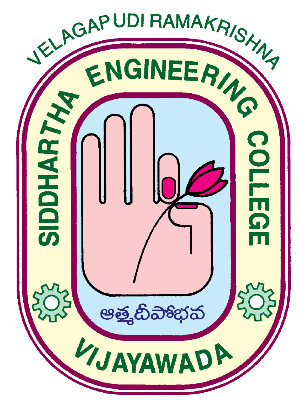 VELAGAPUDI RAMAKRISHNA
SIDDHARTHA ENGINEERING COLLEGE
ఆత్మదీపోభవ
VIJAYAWADA